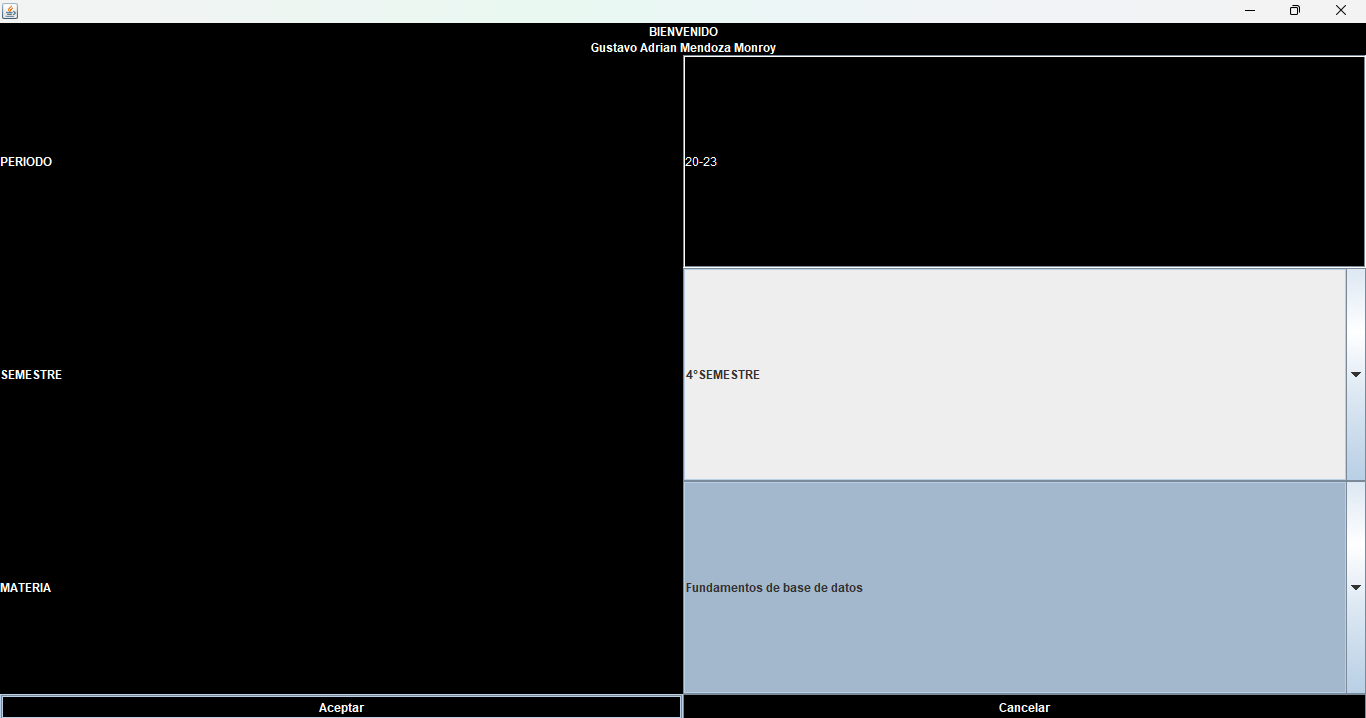 BIENVENIDO
Gustavo Adrian Mendoza Monroy
PERIODO
20-23
SEMESTRE
4°SEMESTRE
MATERIA
Fundamentos de base de datos
Aceptar
Cancelar